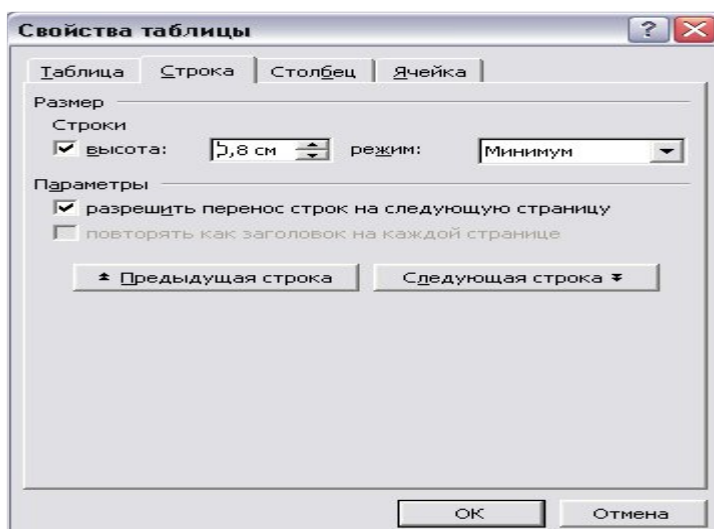 Свойства таблицы
Таблица Строка Столбец Ячейка
Размер
Строки
высота: 0,8 см режим: Минимум
Параметры
разрешить перенос строк на следующую страницу
повторять как заголовок на каждой странице
Предыдущая строка Следующая строка
ОК Отмена